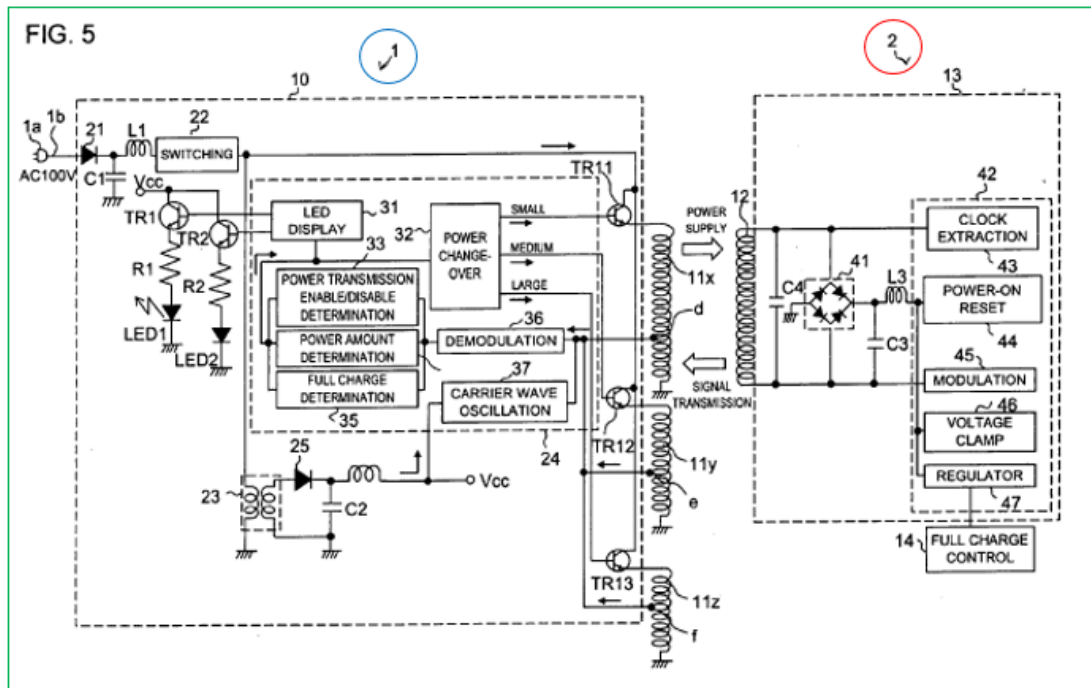 FIG. 5
1
2
10
13
1a
1b
21
L1
22
SWITCHING
AC100V
C1
Vcc
TR1
TR2
R1
R2
LED1
LED2
LED
DISPLAY
31
32
POWER
CHANGE-
OVER
SMALL
MEDIUM
LARGE
33
POWER TRANSMISSION
ENABLE/DISABLE
DETERMINATION
POWER AMOUNT
DETERMINATION
FULL CHARGE
DETERMINATION
35
36
DEMODULATION
37
CARRIER WAVE
OSCILLATION
24
23
25
C2
Vcc
TR11
TR12
TR13
11x
d
11y
e
11z
f
POWER
SUPPLY
SIGNAL
TRANSMISSION
12
C4
41
L3
C3
42
CLOCK
EXTRACTION
43
POWER-ON
RESET
44
45
MODULATION
46
VOLTAGE
CLAMP
REGULATOR
47
14
FULL CHARGE
CONTROL